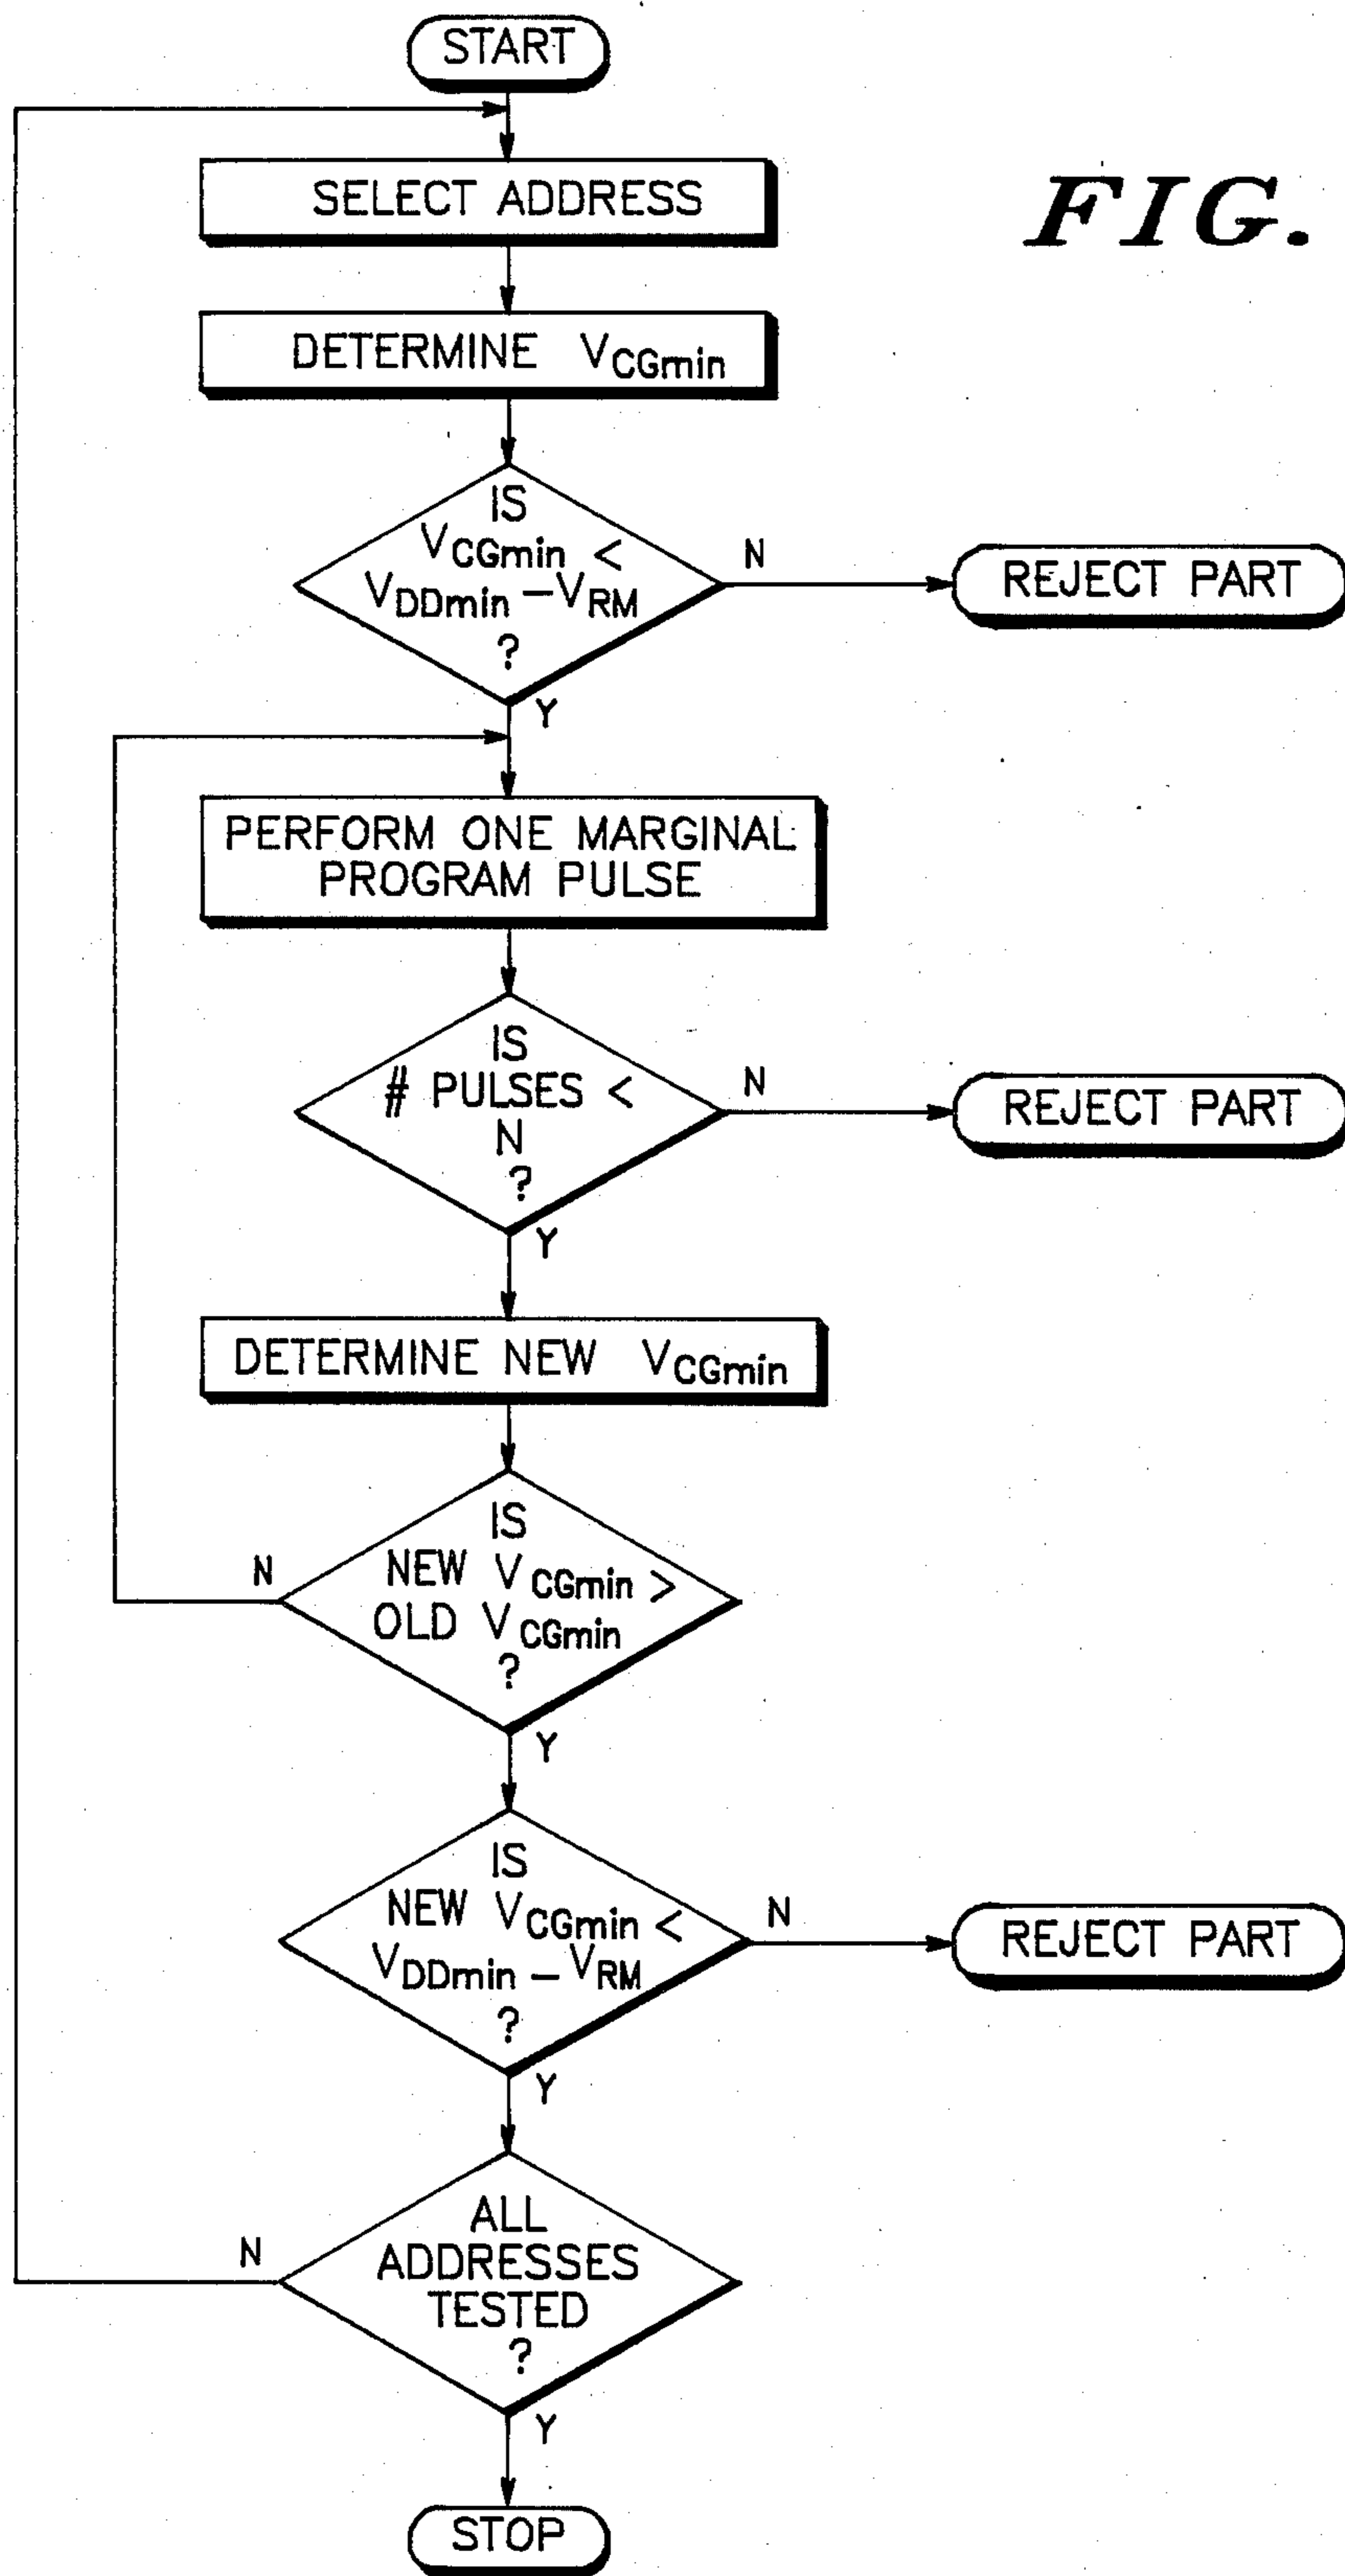 START
FIG.
SELECT ADDRESS
DETERMINE VCGmin
IS
VCGmin <
VDDmin – VRM
?
N
REJECT PART
Y
PERFORM ONE MARGINAL
PROGRAM PULSE
IS
# PULSES <
N
?
N
REJECT PART
Y
DETERMINE NEW VCGmin
IS
NEW VCGmin >
OLD VCGmin
?
N
Y
IS
NEW VCGmin <
VDDmin – VRM
?
N
REJECT PART
Y
ALL
ADDRESSES
TESTED
?
N
Y
STOP